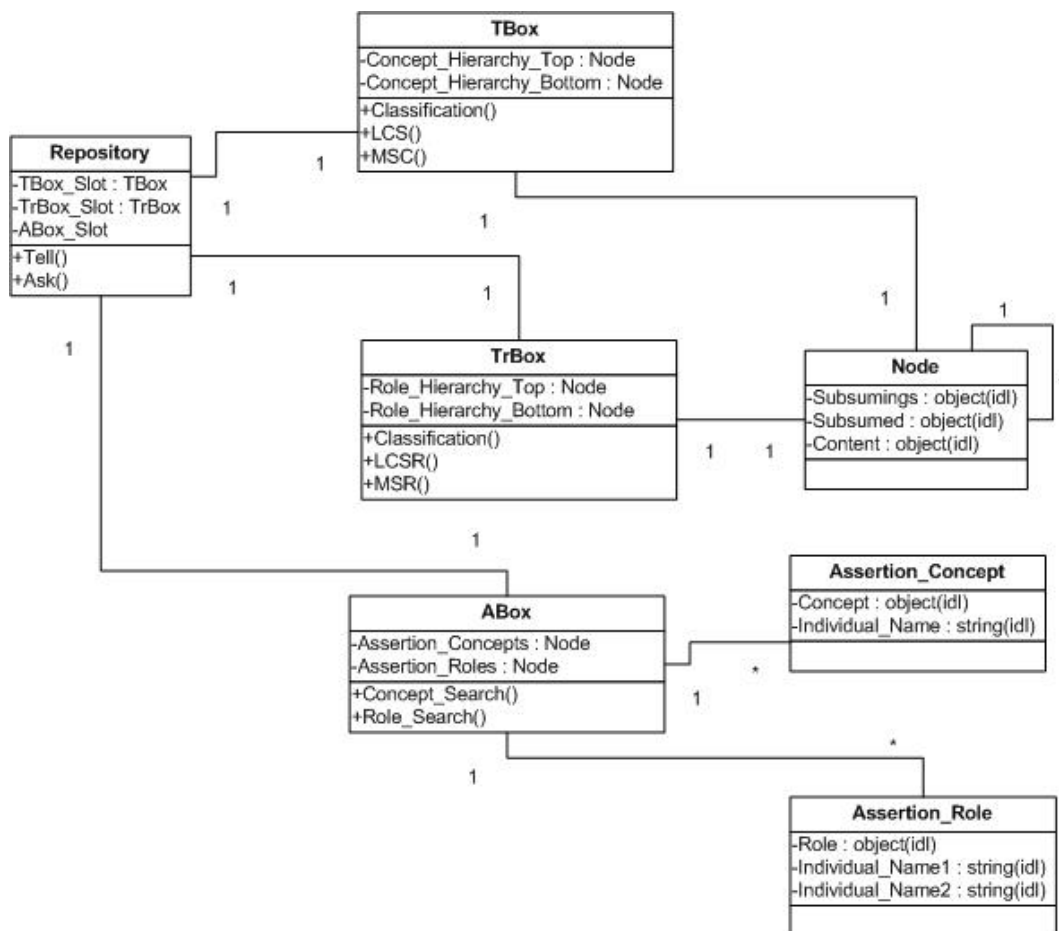 TBox
-Concept_Hierarchy_Top : Node
-Concept_Hierarchy_Bottom : Node
+Classification()
+LCS()
+MSC()
Repository
-TBox_Slot : TBox
-TrBox_Slot : TrBox
-ABox_Slot
+Tell()
+Ask()
1
1
1
1
1
1
1
1
TrBox
-Role_Hierarchy_Top : Node
-Role_Hierarchy_Bottom : Node
+Classification()
+LCSR()
+MSR()
Node
-Subsumings : object(idl)
-Subsumed : object(idl)
-Content : object(idl)
1
1
1
ABox
-Assertion_Concepts : Node
-Assertion_Roles : Node
+Concept_Search()
+Role_Search()
Assertion_Concept
-Concept : object(idl)
-Individual_Name : string(idl)
*
1
*
1
Assertion_Role
-Role : object(idl)
-Individual_Name1 : string(idl)
-Individual_Name2 : string(idl)